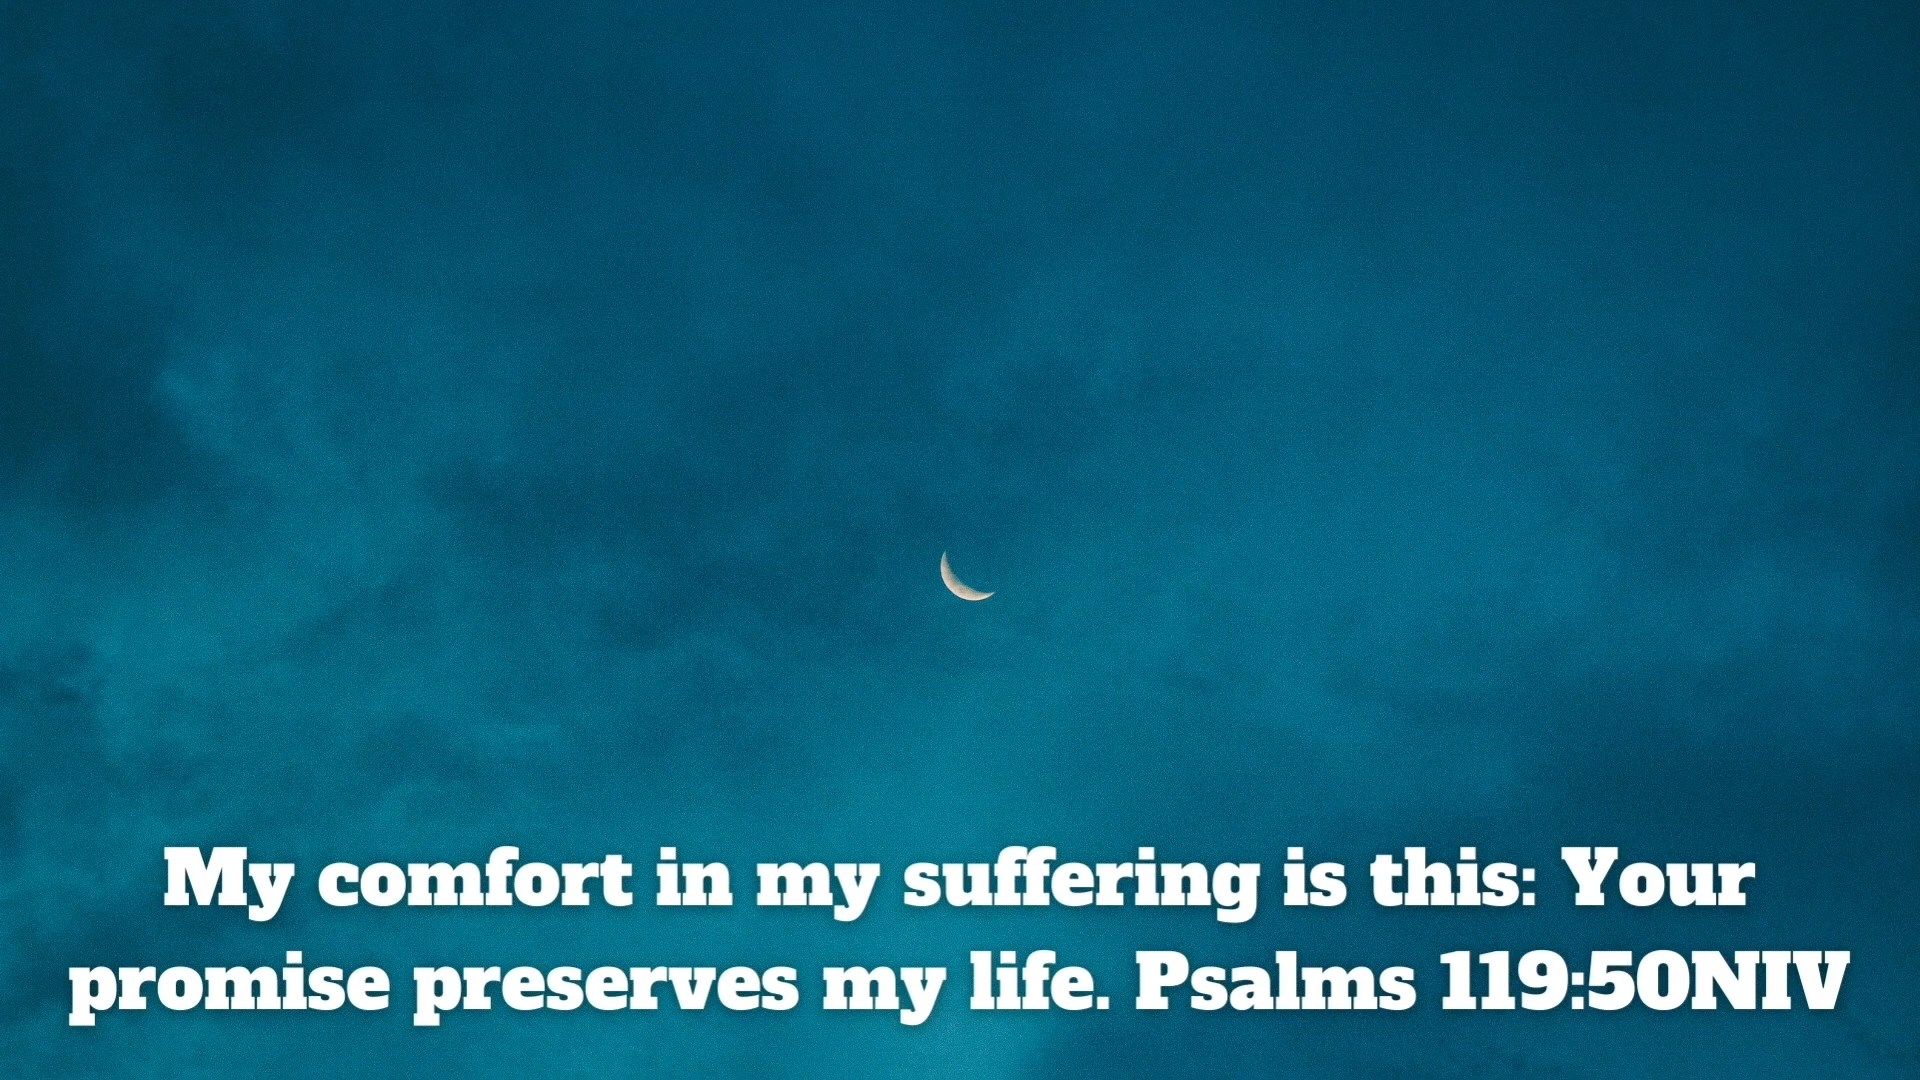 My comfort in my suffering is this: Your
promise preserves my life. Psalms 119:50NIV